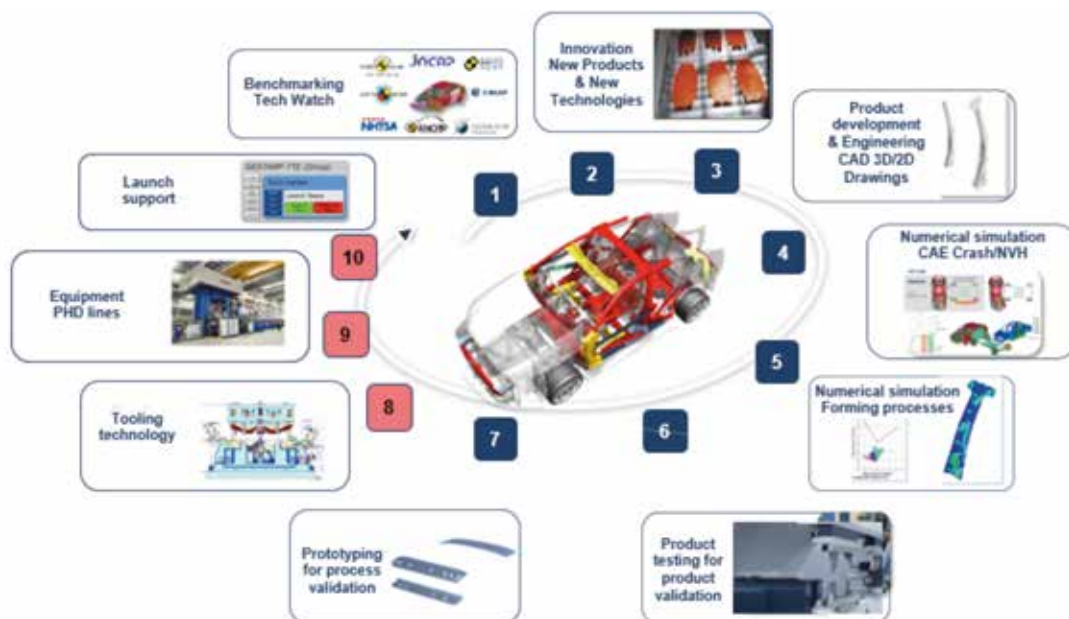 Benchmarking
Tech Watch
JNCAP
NHTSA
1
Innovation
New Products
& New
Technologies
2
Product
development
& Engineering
CAD 3D/2D
Drawings
3
Numerical simulation
CAE Crash/NVH
4
Numerical simulation
Forming processes
5
Product
testing for
product
validation
6
Prototyping
for process
validation
7
Tooling
technology
8
Equipment
PHD lines
9
Launch
support
10